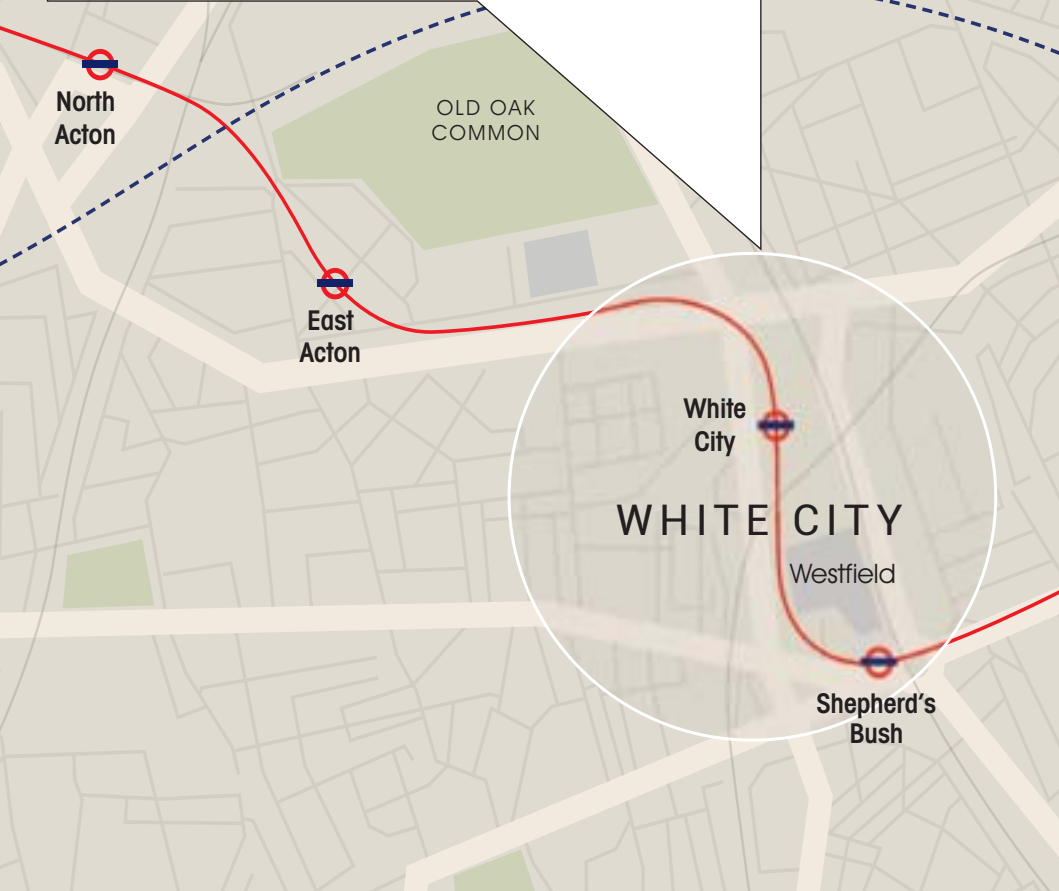 North
Acton
OLD OAK
COMMON
East
Acton
White
City
WHITE CITY
Westfield
Shepherd’s
Bush